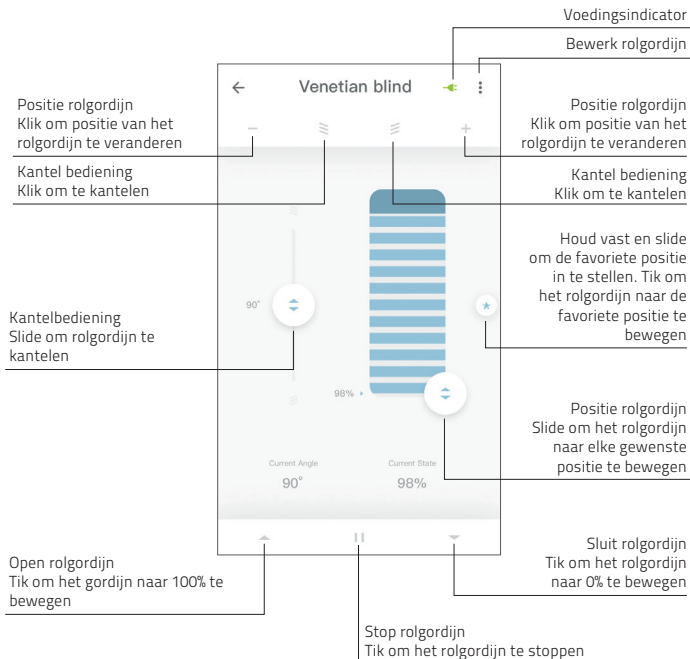 Voedingsindicator
Bewerk rolgordijn
Venetian blind
Positie rolgordijn
Klik om positie van het
rolgordijn te veranderen
Positie rolgordijn
Klik om positie van het
rolgordijn te veranderen
Kantel bediening
Klik om te kantelen
Kantel bediening
Klik om te kantelen
Houd vast en slide
om de favoriete positie
in te stellen. Tik om
het rolgordijn naar de
favoriete positie te
bewegen
90°
Kantelbediening
Slide om rolgordijn te
kantelen
98%
Positie rolgordijn
Slide om het rolgordijn
naar elke gewenste
positie te bewegen
Current Angle
90°
Current State
98%
Open rolgordijn
Tik om het gordijn naar 100% te
bewegen
Sluit rolgordijn
Tik om het rolgordijn
naar 0% te bewegen
Stop rolgordijn
Tik om het rolgordijn te stoppen